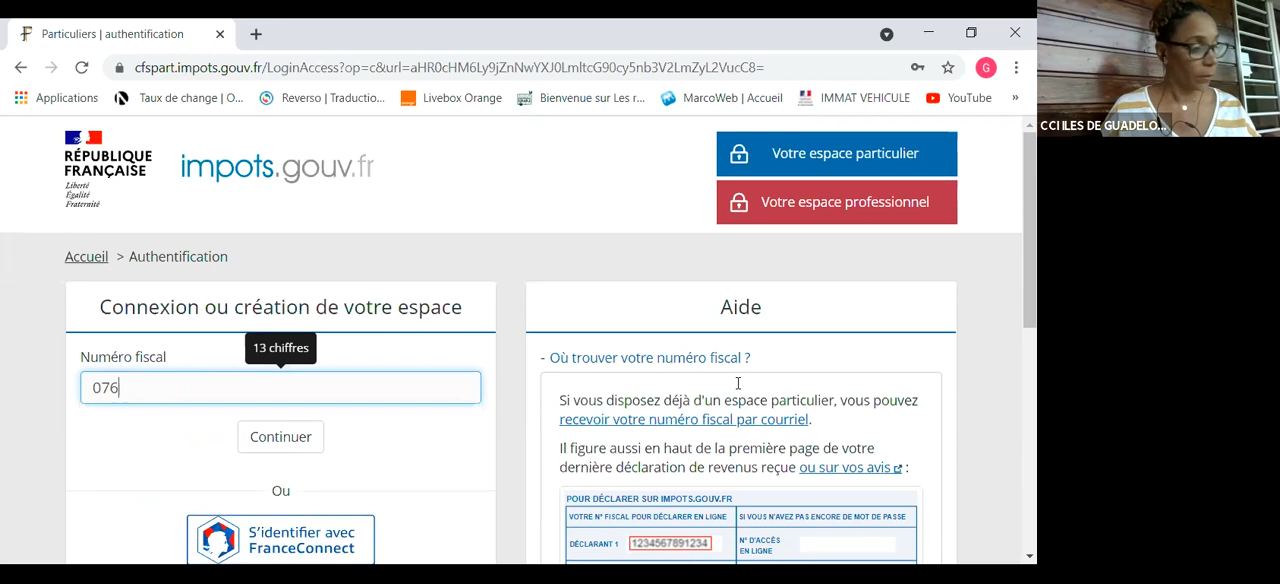 Particuliers | authentification
cfspart.impots.gouv.fr/LoginAccess?op=c&url=aHR0cHM6Ly9jZnNwYXJ0LmltcG90cy5nb3V2LmZyL2VucC8=
Applications
Taux de change | O...
Reverso | Traductio...
Livebox Orange
Bienvenue sur Les r...
MarcoWeb | Accueil
IMMAT VEHICULE
YouTube
»
G
CCI ILES DE GUADELO...
RÉPUBLIQUE
FRANÇAISE
Liberté
Égalité
Fraternité
impots.gouv.fr
Votre espace particulier
Votre espace professionnel
Accueil > Authentification
Connexion ou création de votre espace
13 chiffres
Numéro fiscal
076
Continuer
Ou
S'identifier avec
FranceConnect
Aide
- Où trouver votre numéro fiscal ?
Si vous disposez déjà d'un espace particulier, vous pouvez
recevoir votre numéro fiscal par courriel.
Il figure aussi en haut de la première page de votre
dernière déclaration de revenus reçue ou sur vos avis :
POUR DÉCLARER SUR IMPOTS.GOUV.FR
VOTRE N° FISCAL POUR DÉCLARER EN LIGNE
SI VOUS N'AVEZ PAS ENCORE DE MOT DE PASSE
DÉCLARANT 1
1234567891234
N° D'ACCÈS
EN LIGNE